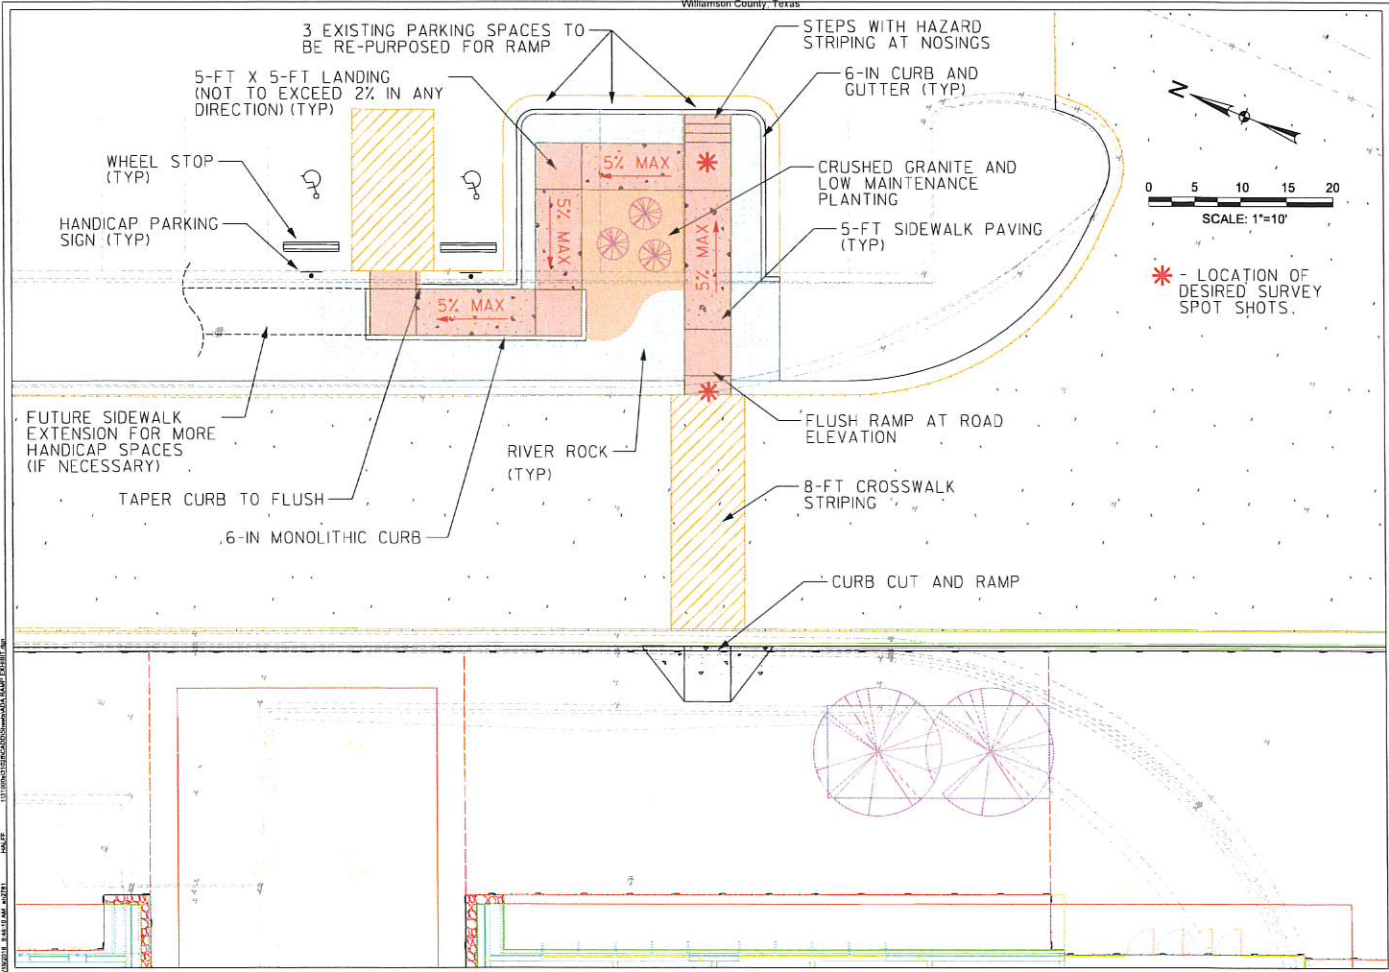 Williamson County, Texas
3 EXISTING PARKING SPACES TO
BE RE-PURPOSED FOR RAMP
STEPS WITH HAZARD
STRIPING AT NOSINGS
5-FT X 5-FT LANDING
(NOT TO EXCEED 2% IN ANY
DIRECTION) (TYP)
6-IN CURB AND
GUTTER (TYP)
N
WHEEL STOP
(TYP)
5% MAX
CRUSHED GRANITE AND
LOW MAINTENANCE
PLANTING
0 5 10 15 20
SCALE: 1"=10'
HANDICAP PARKING
SIGN (TYP)
5% MAX
5% MAX
5-FT SIDEWALK PAVING
(TYP)
- LOCATION OF
DESIRED SURVEY
SPOT SHOTS.
5% MAX
FUTURE SIDEWALK
EXTENSION FOR MORE
HANDICAP SPACES
(IF NECESSARY)
FLUSH RAMP AT ROAD
ELEVATION
RIVER ROCK
(TYP)
TAPER CURB TO FLUSH
8-FT CROSSWALK
STRIPING
6-IN MONOLITHIC CURB
CURB CUT AND RAMP
HALFF